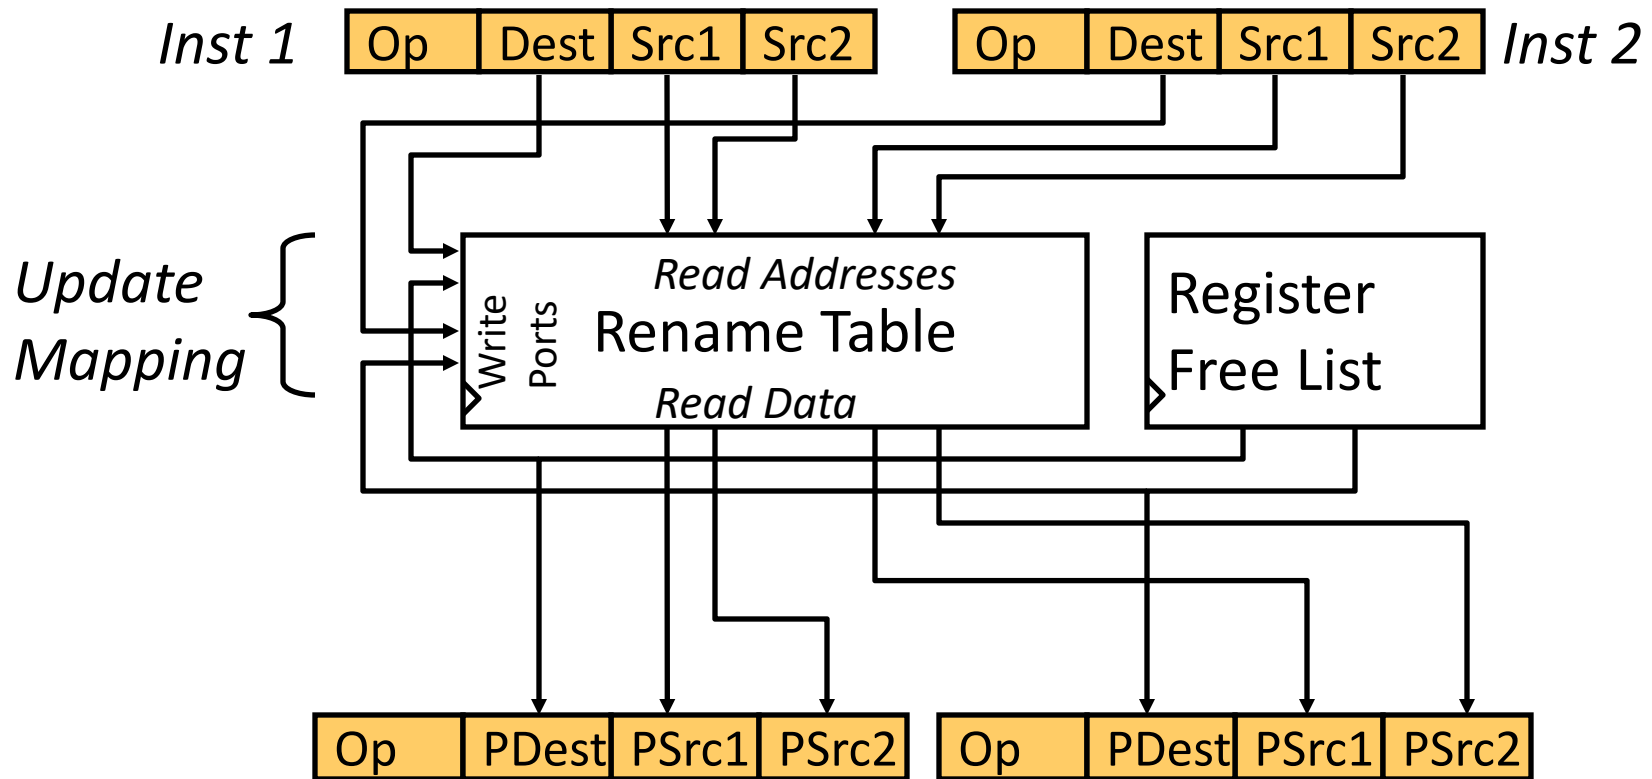 Inst 1 Op Dest Src1 Src2 Op Dest Src1 Src2 Inst 2
Update
Mapping
Write
Ports
Read Addresses
Rename Table
Read Data
Register
Free List
Op PDest PSrc1 PSrc2 Op PDest PSrc1 PSrc2